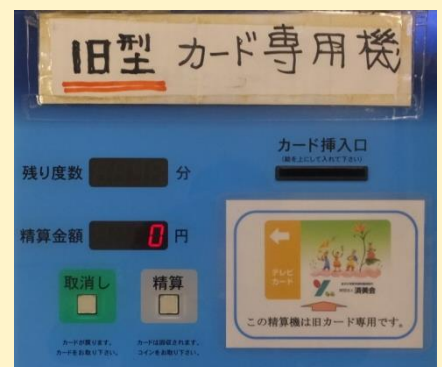 旧型 カード専用機
カード挿入口
(絵を上にして入れて下さい)
残り度数 分
精算金額 0 円
取消し
精算
カードが戻ります。
カードをお取り下さい。
カードは回収されます。
コインをお取り下さい。
テレビ
カード
この精算機は旧カード専用です。